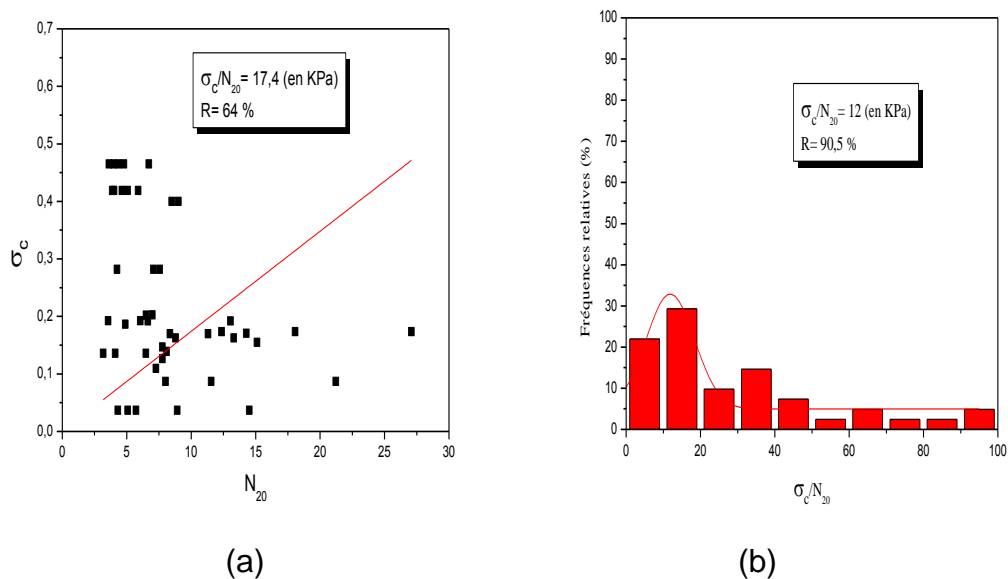 0,7
0,6
0,5
0,4
0,3
0,2
0,1
0,0
σc
σc/N20= 17,4 (en KPa)
R= 64 %
0 5 10 15 20 25 30
N20
(a)
100
90
80
70
60
50
40
30
20
10
0
Fréquences relatives (%)
σc/N20= 12 (en KPa)
R= 90,5 %
0 20 40 60 80 100
σc/N20
(b)